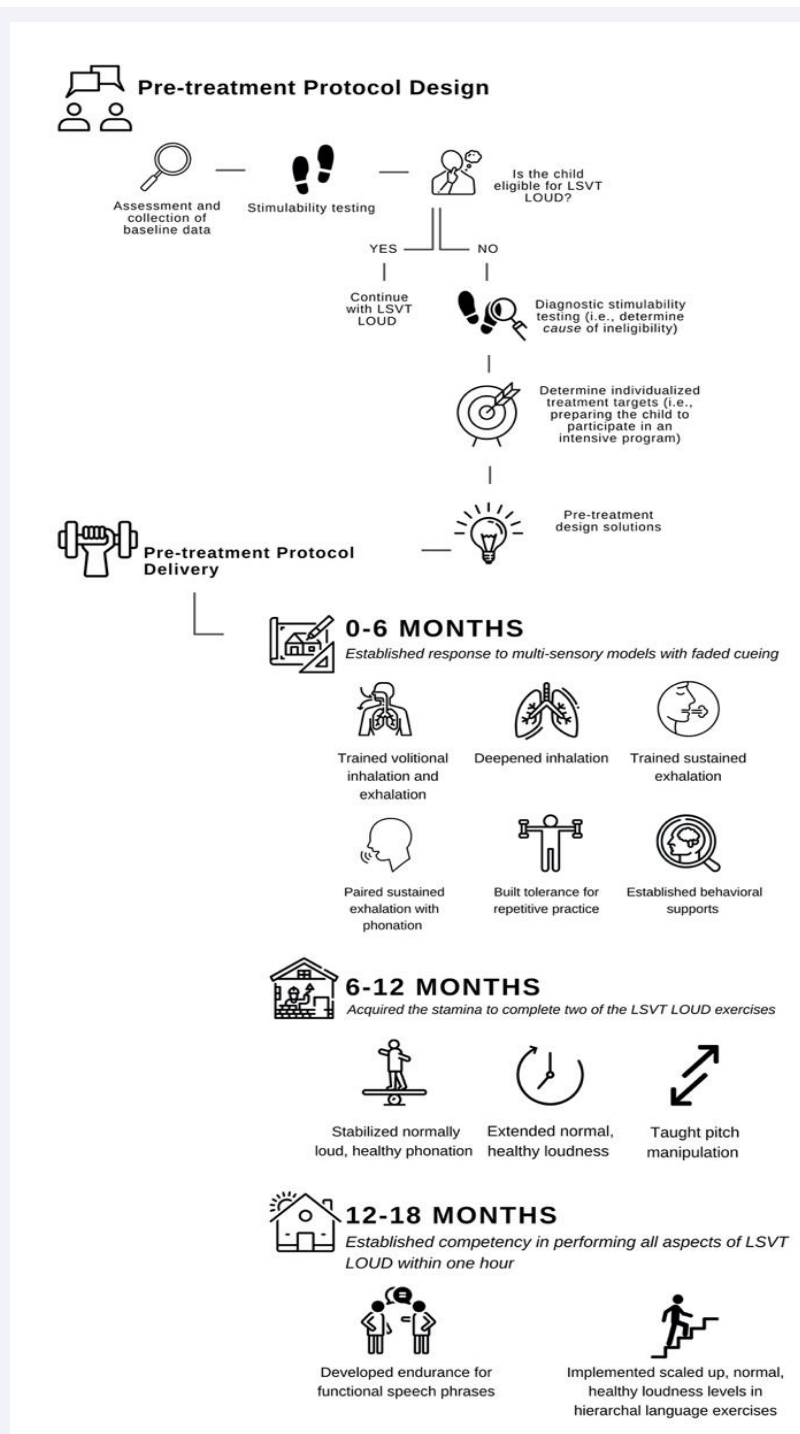 Pre-treatment Protocol Design
Assessment and
collection of
baseline data
Stimulability testing
Is the child
eligible for LSVT
LOUD?
YES
NO
Continue
with LSVT
LOUD
Diagnostic stimulability
testing (i.e., determine
cause of ineligibility)
Determine individualized
treatment targets (i.e.,
preparing the child to
participate in an
intensive program)
Pre-treatment
design solutions
Pre-treatment Protocol
Delivery
0-6 MONTHS
Established response to multi-sensory models with faded cueing
Trained volitional
inhalation and
exhalation
Deepened inhalation
Trained sustained
exhalation
Paired sustained
exhalation with
phonation
Built tolerance for
repetitive practice
Established behavioral
supports
6-12 MONTHS
Acquired the stamina to complete two of the LSVT LOUD exercises
Stabilized normally
loud, healthy phonation
Extended normal,
healthy loudness
Taught pitch
manipulation
12-18 MONTHS
Established competency in performing all aspects of LSVT
LOUD within one hour
Developed endurance for
functional speech phrases
Implemented scaled up, normal,
healthy loudness levels in
hierarchal language exercises